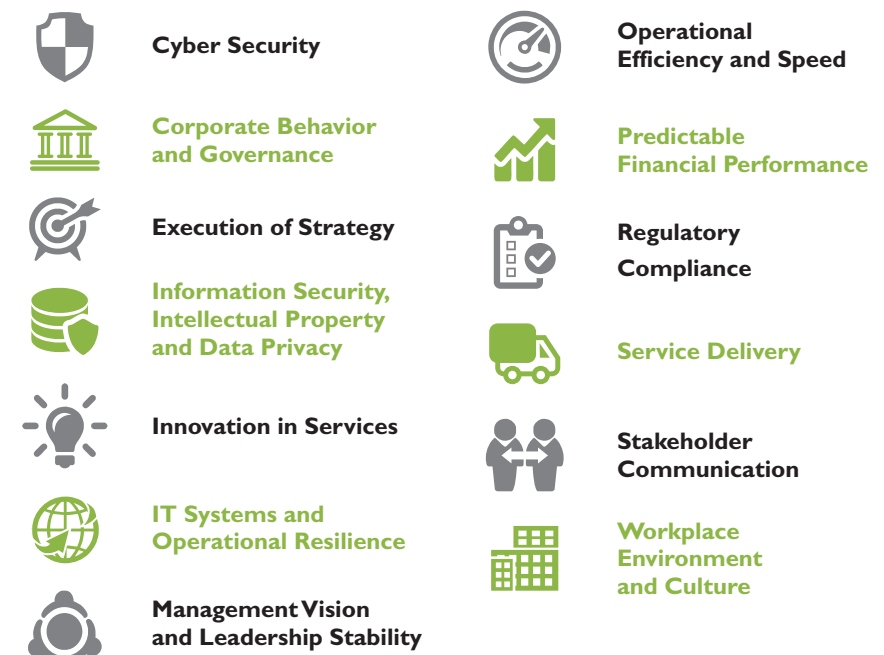 Cyber Security
Corporate Behavior
and Governance
Execution of Strategy
Information Security,
Intellectual Property
and Data Privacy
Innovation in Services
IT Systems and
Operational Resilience
Management Vision
and Leadership Stability
Operational
Efficiency and Speed
Predictable
Financial Performance
Regulatory
Compliance
Service Delivery
Stakeholder
Communication
Workplace
Environment
and Culture